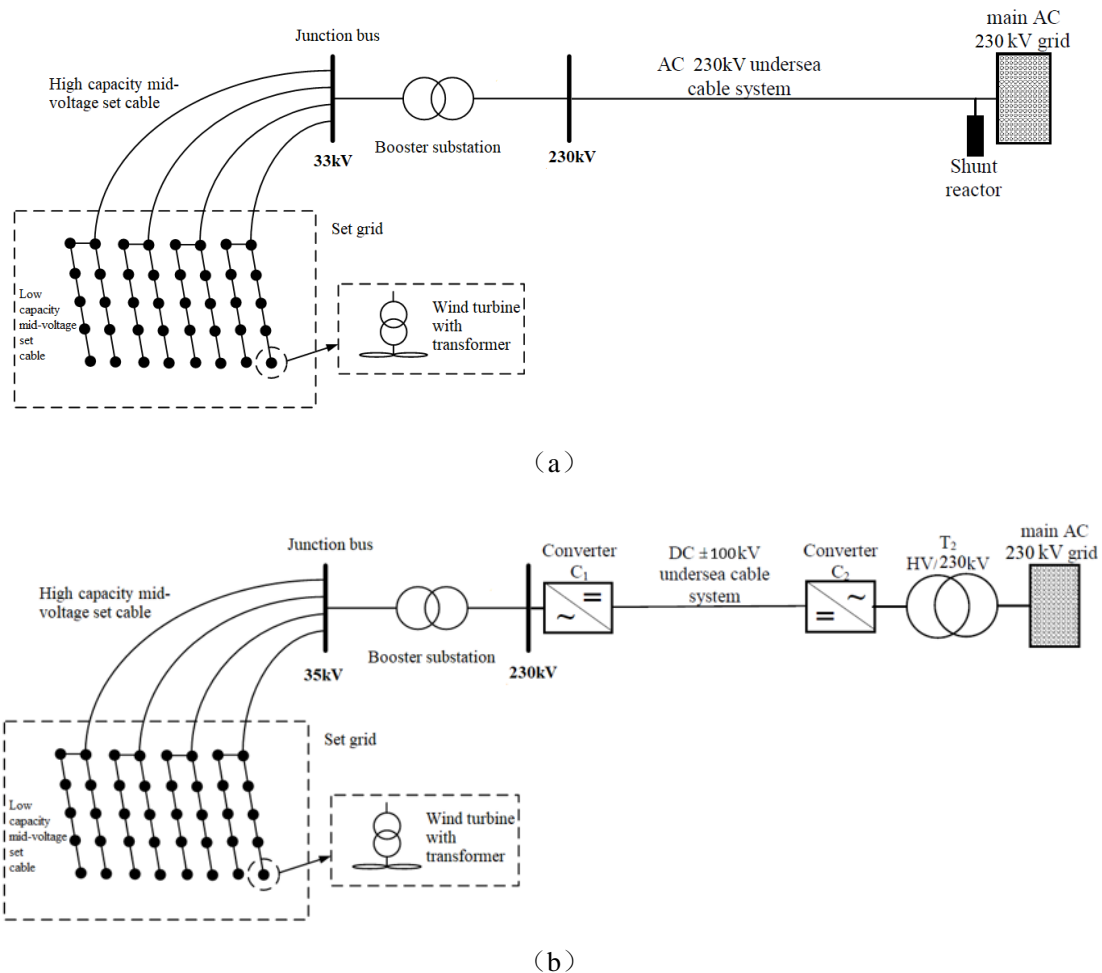 main AC
230 kV grid
Junction bus
High capacity mid-
voltage set cable
AC 230kV undersea
cable system
Booster substation
33kV
230kV
Shunt
reactor
Set grid
Low
capacity
mid-voltage
set
cable
Wind turbine
with
transformer
（a）
main AC
230 kV grid
Junction bus
Converter
C₁
DC ±100kV
undersea cable
system
Converter
C₂
T₂
HV/230kV
High capacity mid-
voltage set cable
=
~
~
=
Booster substation
35kV
230kV
Set grid
Low
capacity
mid-voltage
set
cable
Wind turbine
with
transformer
（b）